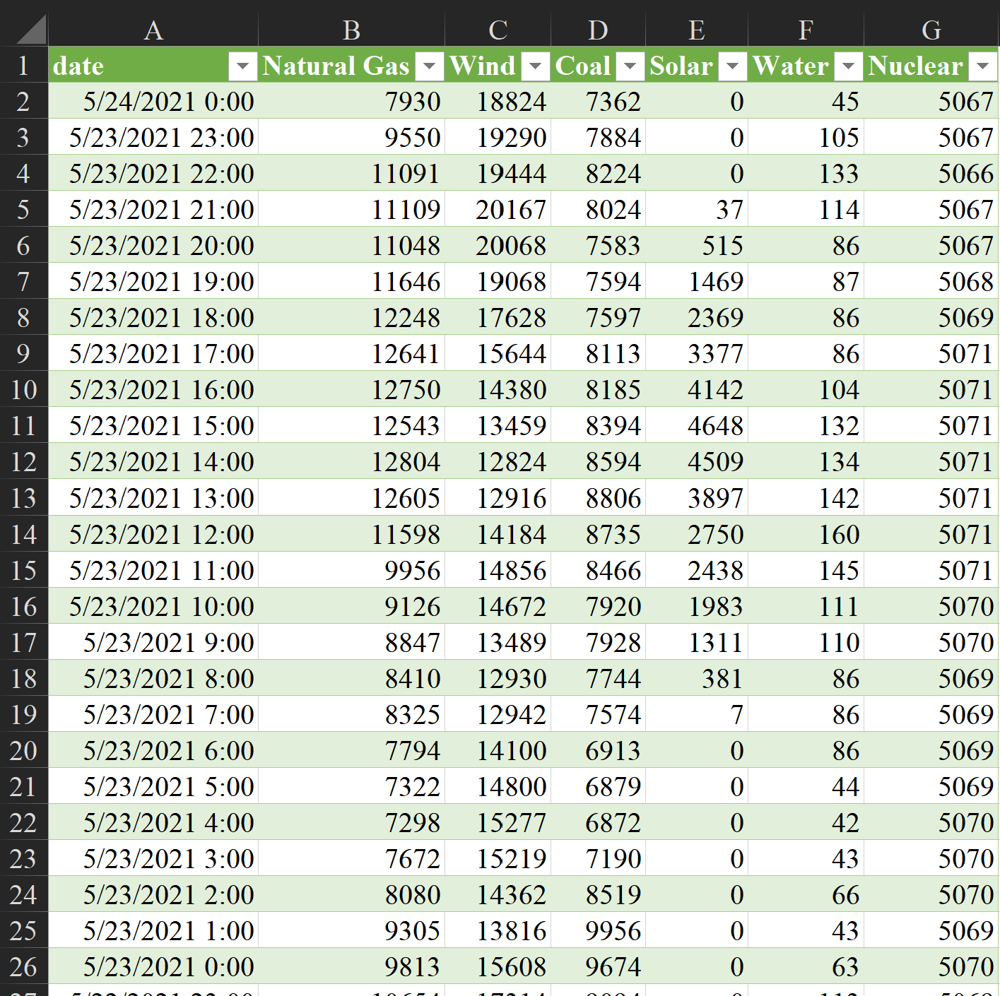 A B C D E F G
1 date Natural Gas Wind Coal Solar Water Nuclear
2 5/24/2021 0:00 7930 18824 7362 0 45 5067
3 5/23/2021 23:00 9550 19290 7884 0 105 5067
4 5/23/2021 22:00 11091 19444 8224 0 133 5066
5 5/23/2021 21:00 11109 20167 8024 37 114 5067
6 5/23/2021 20:00 11048 20068 7583 515 86 5067
7 5/23/2021 19:00 11646 19068 7594 1469 87 5068
8 5/23/2021 18:00 12248 17628 7597 2369 86 5069
9 5/23/2021 17:00 12641 15644 8113 3377 86 5071
10 5/23/2021 16:00 12750 14380 8185 4142 104 5071
11 5/23/2021 15:00 12543 13459 8394 4648 132 5071
12 5/23/2021 14:00 12804 12824 8594 4509 134 5071
13 5/23/2021 13:00 12605 12916 8806 3897 142 5071
14 5/23/2021 12:00 11598 14184 8735 2750 160 5071
15 5/23/2021 11:00 9956 14856 8466 2438 145 5071
16 5/23/2021 10:00 9126 14672 7920 1983 111 5070
17 5/23/2021 9:00 8847 13489 7928 1311 110 5070
18 5/23/2021 8:00 8410 12930 7744 381 86 5069
19 5/23/2021 7:00 8325 12942 7574 7 86 5069
20 5/23/2021 6:00 7794 14100 6913 0 86 5069
21 5/23/2021 5:00 7322 14800 6879 0 44 5069
22 5/23/2021 4:00 7298 15277 6872 0 42 5070
23 5/23/2021 3:00 7672 15219 7190 0 43 5070
24 5/23/2021 2:00 8080 14362 8519 0 66 5070
25 5/23/2021 1:00 9305 13816 9956 0 43 5069
26 5/23/2021 0:00 9813 15608 9674 0 63 5070